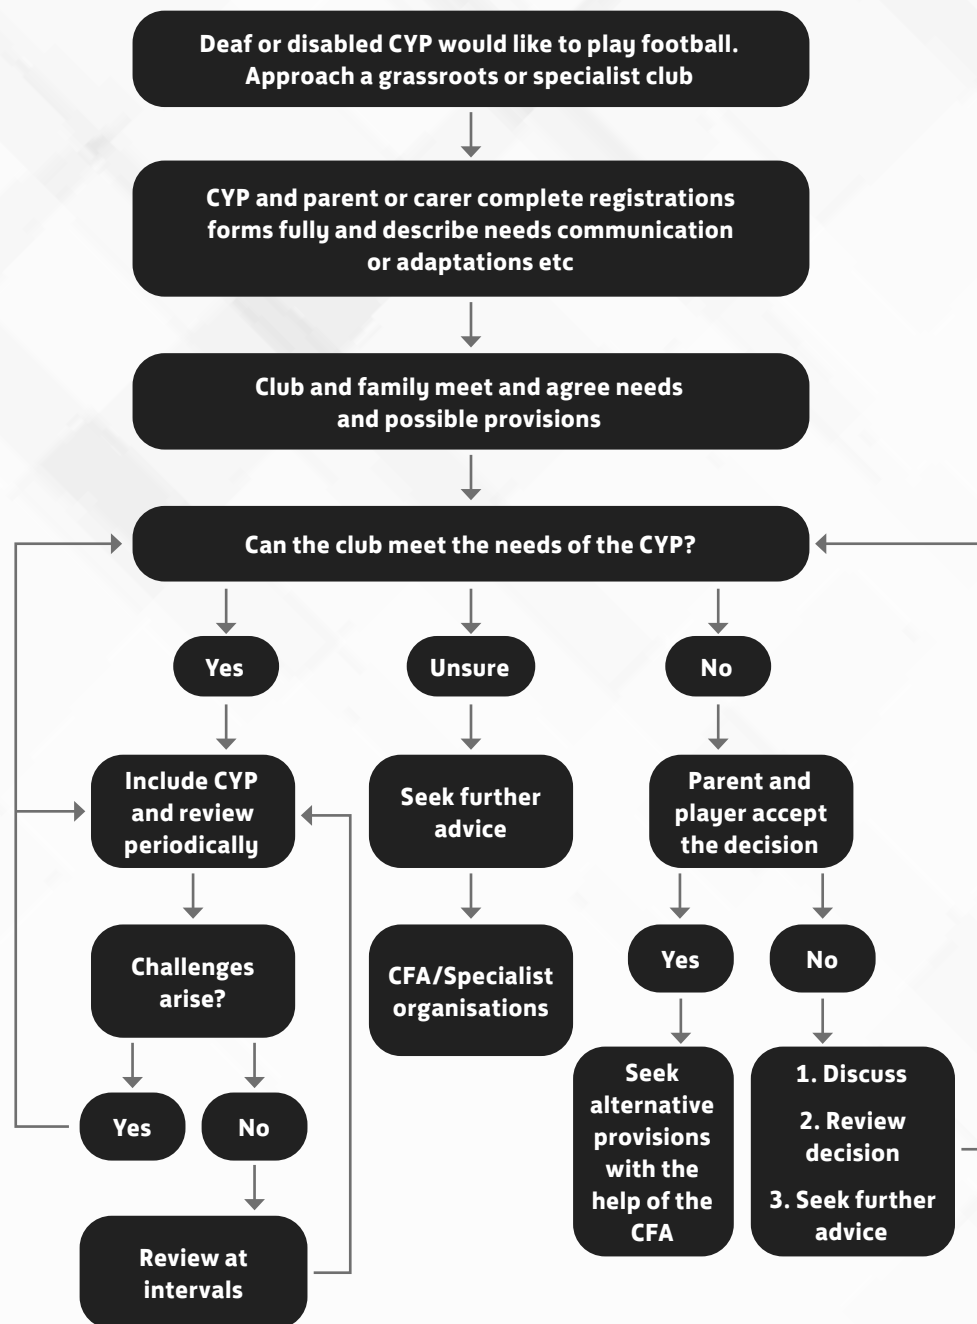 Deaf or disabled CYP would like to play football.
Approach a grassroots or specialist club
CYP and parent or carer complete registrations
forms fully and describe needs communication
or adaptations etc
Club and family meet and agree needs
and possible provisions
Can the club meet the needs of the CYP?
Yes
Unsure
No
Include CYP
and review
periodically
Seek further
advice
Parent and
player accept
the decision
Challenges
arise?
CFA/Specialist
organisations
Yes
No
Yes
No
Seek
alternative
provisions
with the
help of the
CFA
1. Discuss
2. Review
decision
3. Seek further
advice
Review at
intervals